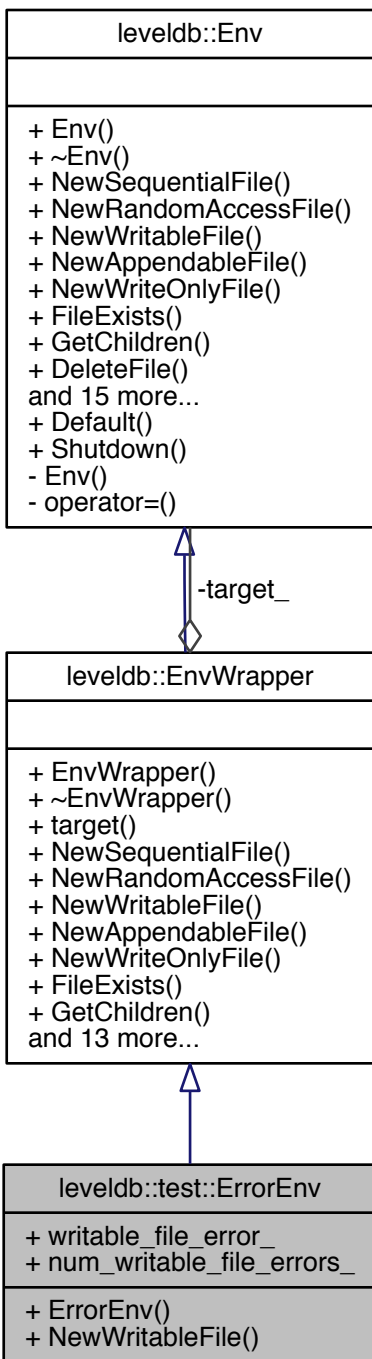 leveldb::Env
+ Env()
+ ~Env()
+ NewSequentialFile()
+ NewRandomAccessFile()
+ NewWritableFile()
+ NewAppendableFile()
+ NewWriteOnlyFile()
+ FileExists()
+ GetChildren()
+ DeleteFile()
and 15 more...
+ Default()
+ Shutdown()
- Env()
- operator=()
-target_
leveldb::EnvWrapper
+ EnvWrapper()
+ ~EnvWrapper()
+ target()
+ NewSequentialFile()
+ NewRandomAccessFile()
+ NewWritableFile()
+ NewAppendableFile()
+ NewWriteOnlyFile()
+ FileExists()
+ GetChildren()
and 13 more...
leveldb::test::ErrorEnv
+ writable_file_error_
+ num_writable_file_errors_
+ ErrorEnv()
+ NewWritableFile()